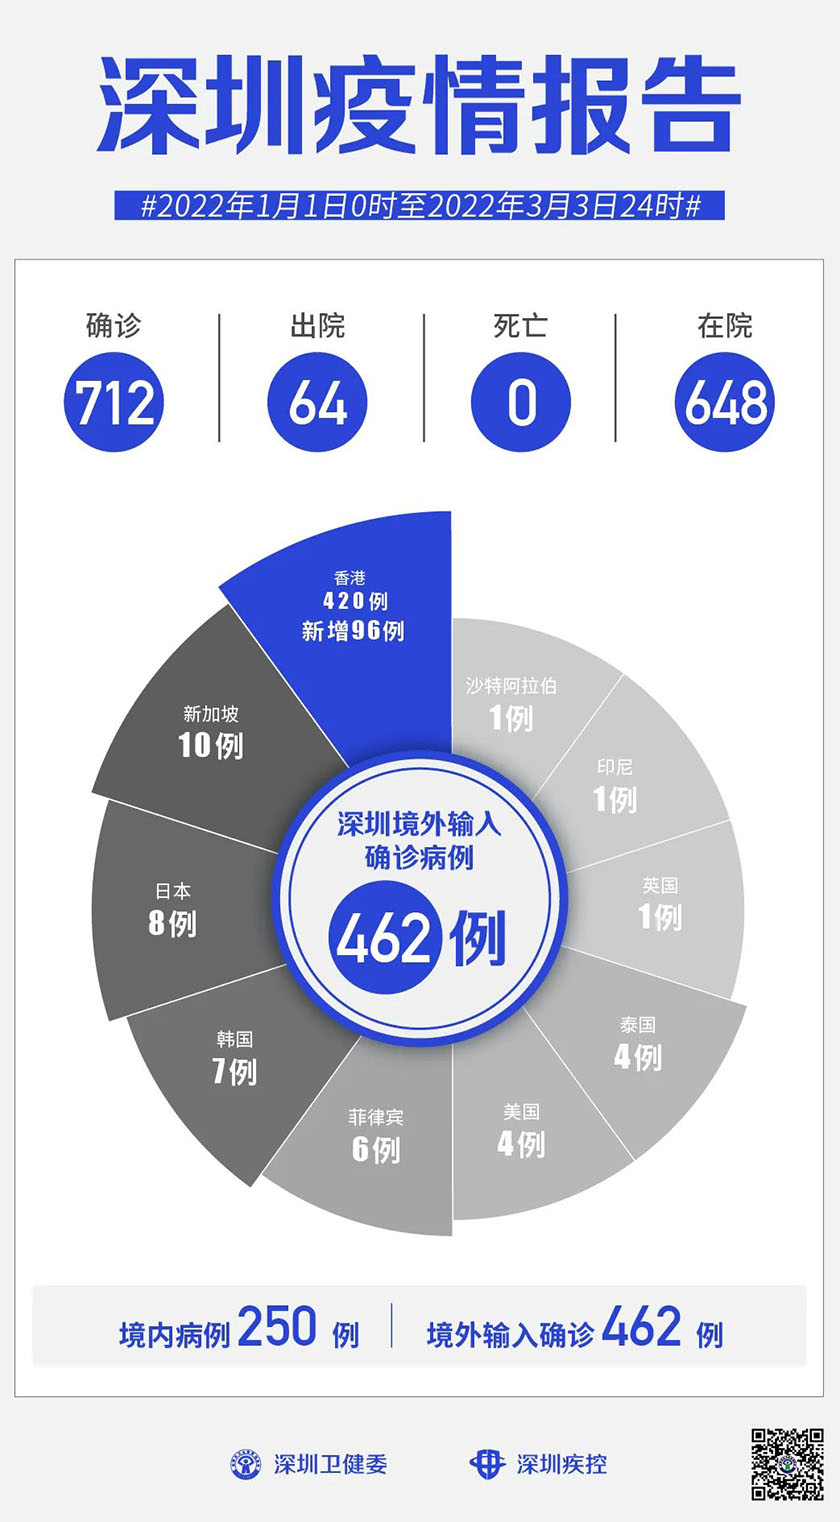 深圳疫情报告
#2022年1月1日0时至2022年3月3日24时#
确诊
712
出院
64
死亡
0
在院
648
香港
420例
新增96例
沙特阿拉伯
1例
印尼
1例
英国
1例
泰国
4例
美国
4例
菲律宾
6例
韩国
7例
日本
8例
新加坡
10例
深圳境外输入
确诊病例
462例
境内病例250例
境外输入确诊462例
深圳卫健委
深圳疾控